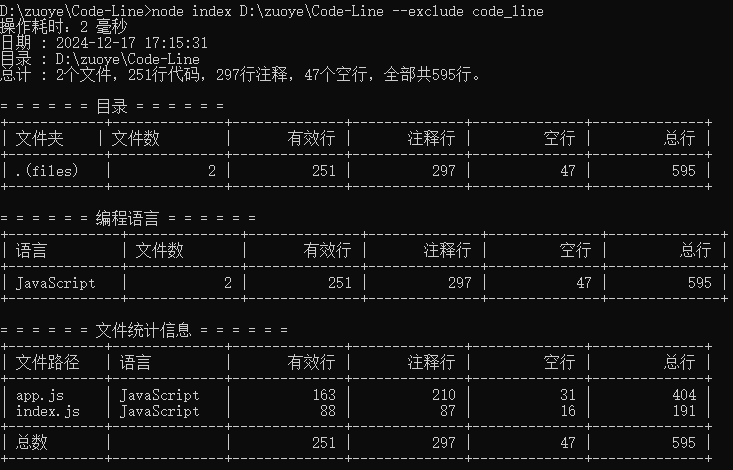 D:\zuoye\Code-Line>node index D:\zuoye\Code-Line --exclude code_line
操作耗时：2 毫秒
日期 : 2024-12-17 17:15:31
目录 : D:\zuoye\Code-Line
总计 : 2个文件，251行代码，297行注释，47个空行，全部共595行。
= = = = = = 目录 = = = = = =
+------------+--------------+--------------+--------------+--------------+--------------+
| 文件夹 | 文件数 | 有效行 | 注释行 | 空行 | 总行 |
+------------+--------------+--------------+--------------+--------------+--------------+
| .(files) | 2 | 251 | 297 | 47 | 595 |
+------------+--------------+--------------+--------------+--------------+--------------+
= = = = = = 编程语言 = = = = = =
+--------------+--------------+--------------+--------------+--------------+--------------+
| 语言 | 文件数 | 有效行 | 注释行 | 空行 | 总行 |
+--------------+--------------+--------------+--------------+--------------+--------------+
| JavaScript | 2 | 251 | 297 | 47 | 595 |
+--------------+--------------+--------------+--------------+--------------+--------------+
= = = = = = 文件统计信息 = = = = = =
+------------+--------------+--------------+--------------+--------------+--------------+
| 文件路径 | 语言 | 有效行 | 注释行 | 空行 | 总行 |
+------------+--------------+--------------+--------------+--------------+--------------+
| app.js | JavaScript | 163 | 210 | 31 | 404 |
| index.js | JavaScript | 88 | 87 | 16 | 191 |
+------------+--------------+--------------+--------------+--------------+--------------+
| 总数 | | 251 | 297 | 47 | 595 |
+------------+--------------+--------------+--------------+--------------+--------------+